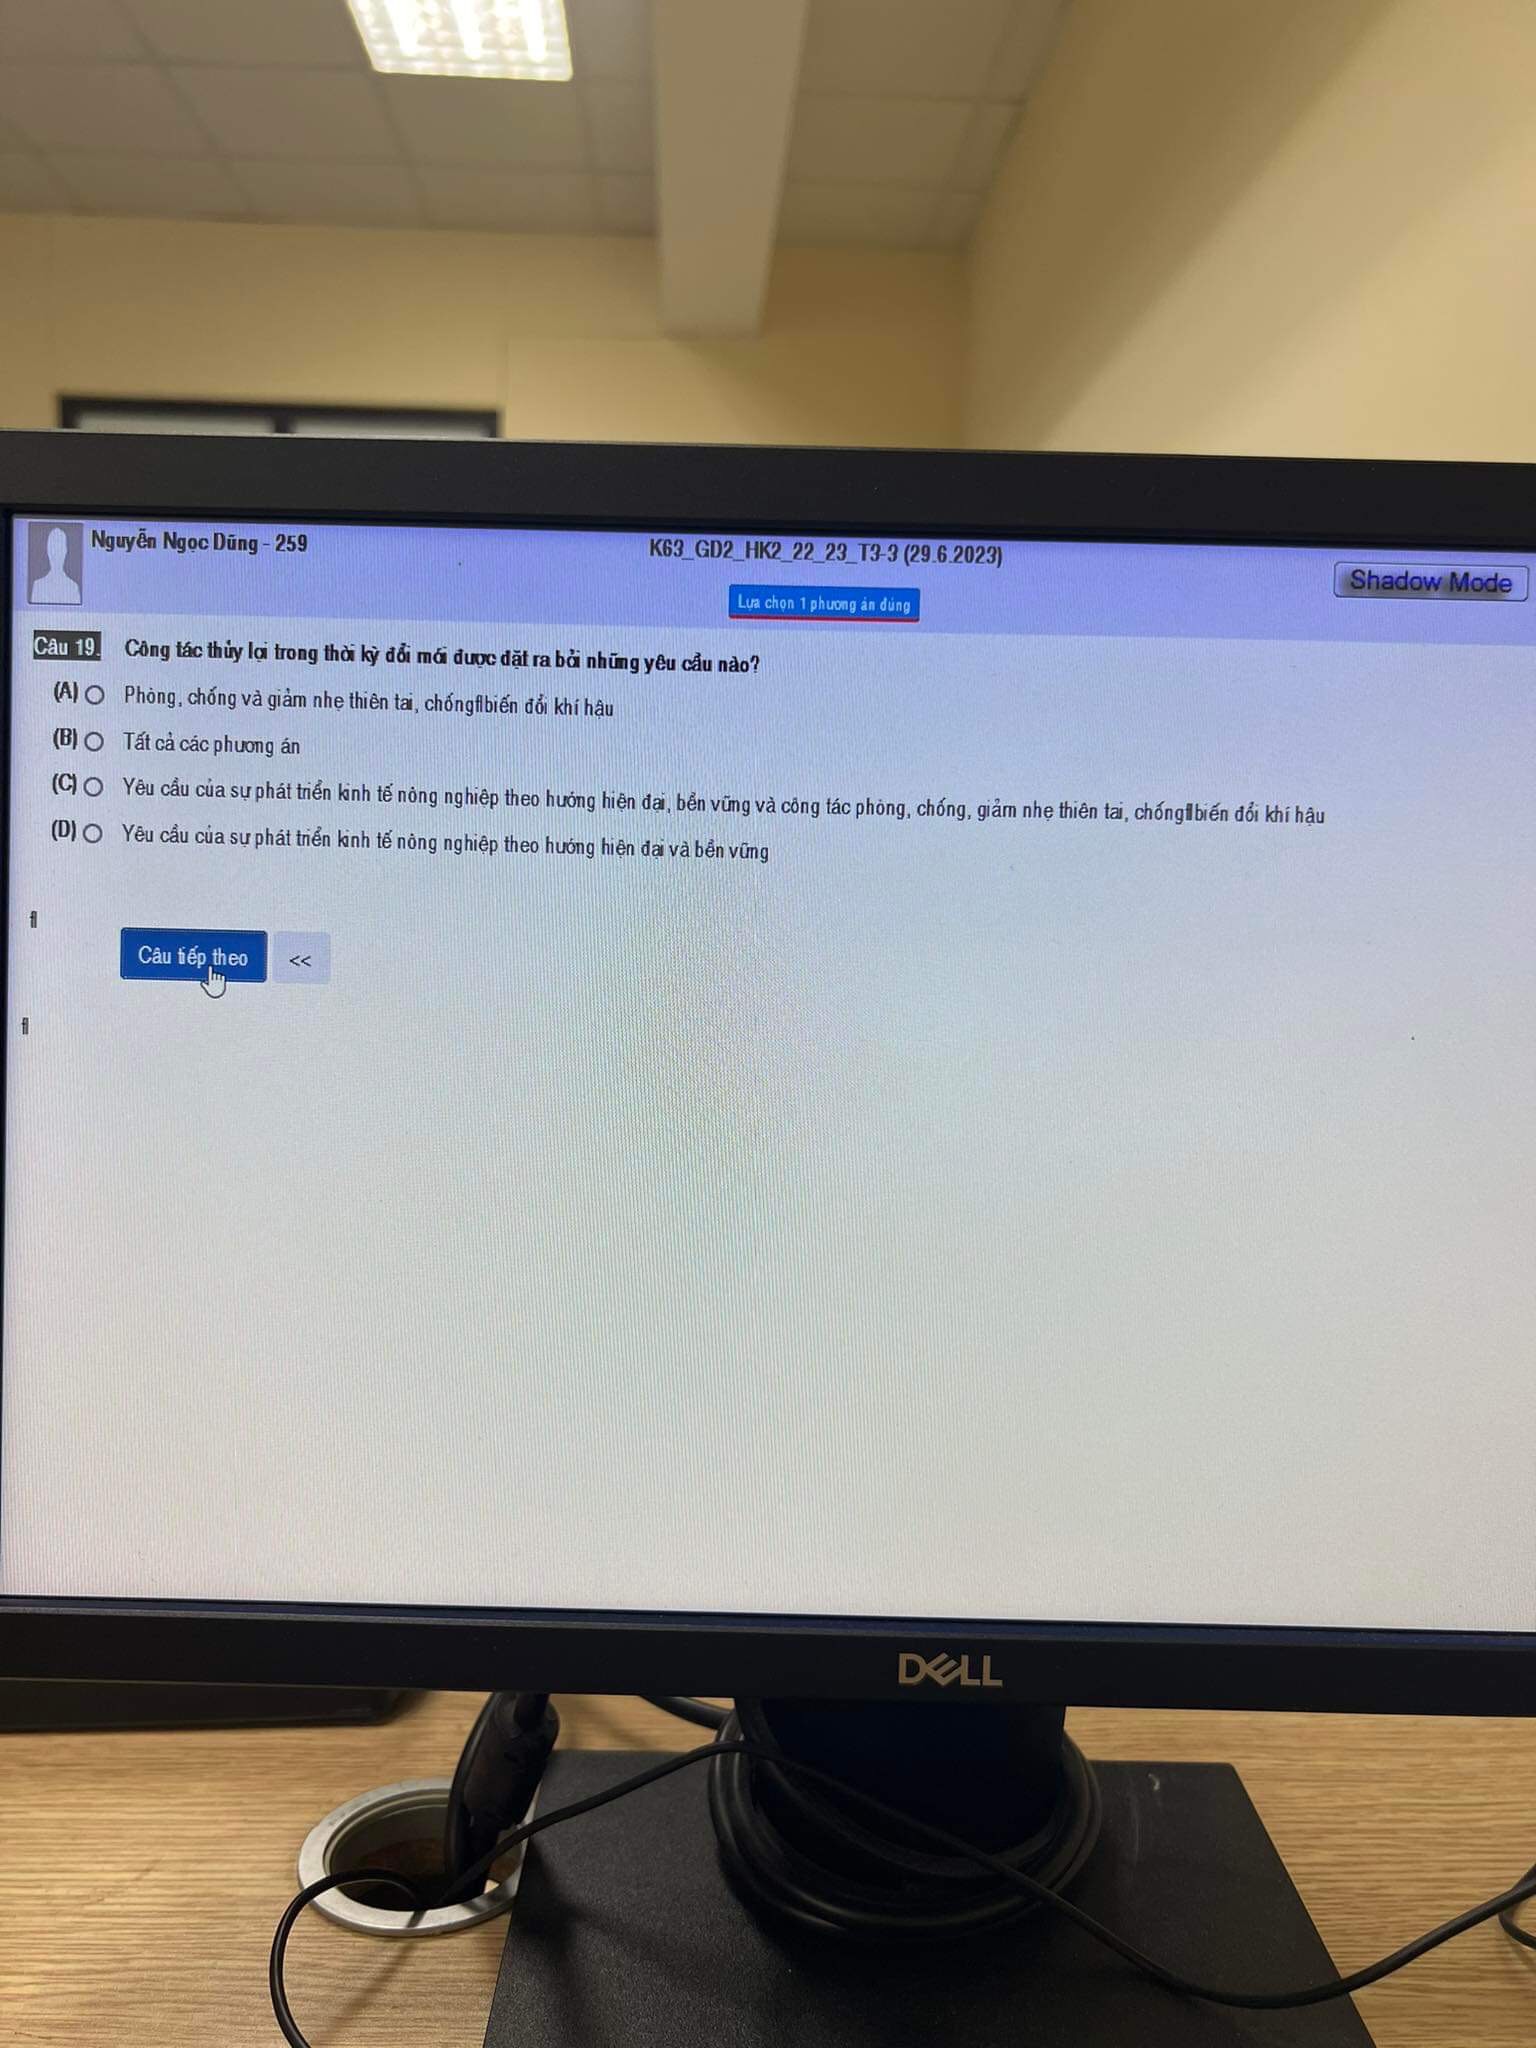 Nguyễn Ngọc Dũng - 259
K63_GD2_HK2_22_23_T3-3 (29.6.2023)
Shadow Mode
Lựa chọn 1 phương án đúng
Câu 19. Công tác thủy lợi trong thời kỳ đổi mới được đặt ra bởi những yêu cầu nào?
(A) Phòng, chống và giảm nhẹ thiên tai, chống biến đổi khí hậu
(B) Tất cả các phương án
(C) Yêu cầu của sự phát triển kinh tế nông nghiệp theo hướng hiện đại, bền vững và công tác phòng, chống, giảm nhẹ thiên tai, chống biến đổi khí hậu
(D) Yêu cầu của sự phát triển kinh tế nông nghiệp theo hướng hiện đại và bền vững
Câu tiếp theo <<
DELL